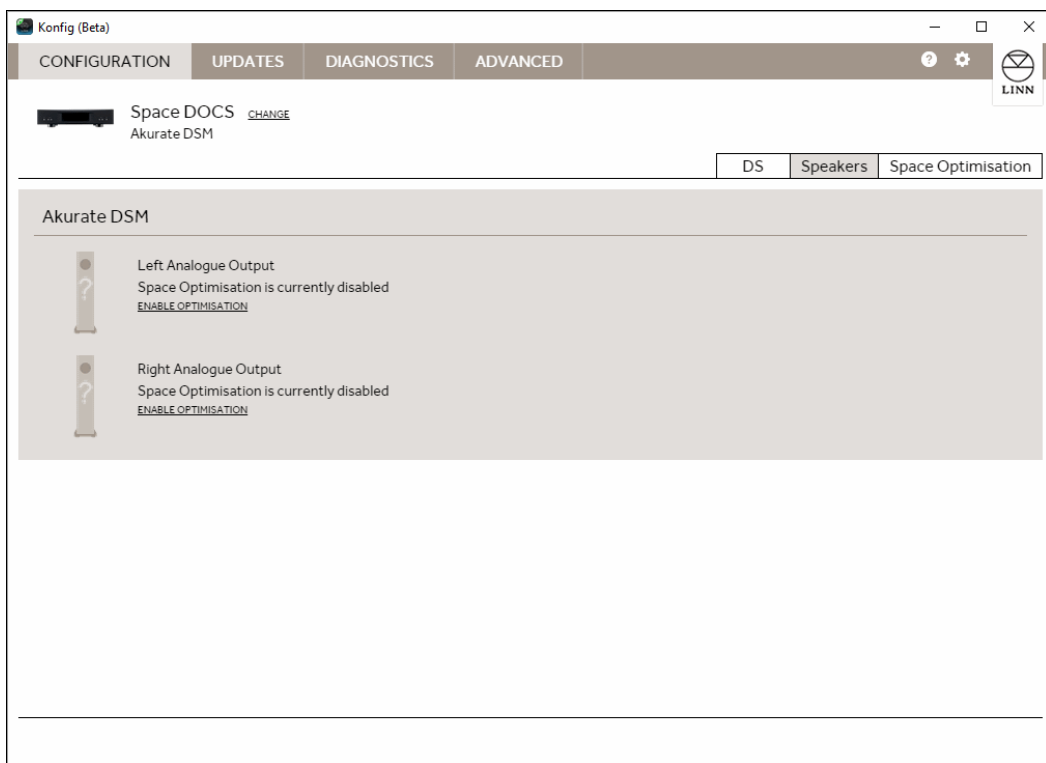 Konfig (Beta)
CONFIGURATION UPDATES DIAGNOSTICS ADVANCED ?
LINN
Space DOCS CHANGE
Akurate DSM
DS Speakers Space Optimisation
Akurate DSM
?
Left Analogue Output
Space Optimisation is currently disabled
ENABLE OPTIMISATION
?
Right Analogue Output
Space Optimisation is currently disabled
ENABLE OPTIMISATION